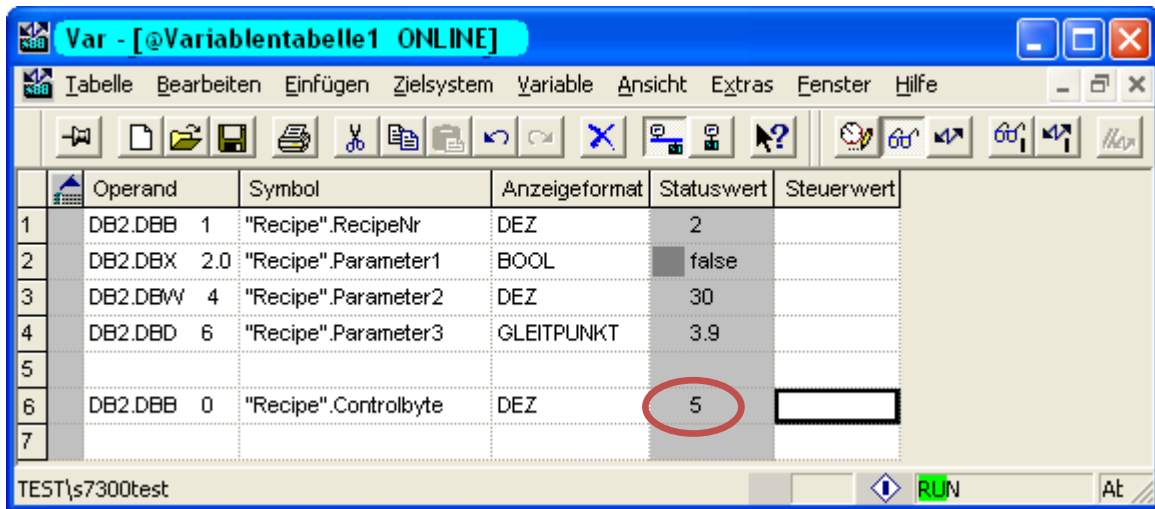 Var - [@Variablentabelle1 ONLINE]
Tabelle Bearbeiten Einfügen Zielsystem Variable Ansicht Extras Fenster Hilfe
Operand Symbol Anzeigeformat Statuswert Steuerwert
1 DB2.DBB 1 "Recipe".RecipeNr DEZ 2
2 DB2.DBX 2.0 "Recipe".Parameter1 BOOL false
3 DB2.DBW 4 "Recipe".Parameter2 DEZ 30
4 DB2.DBD 6 "Recipe".Parameter3 GLEITPUNKT 3.9
5
6 DB2.DBB 0 "Recipe".Controlbyte DEZ 5
7
TEST\s7300test RUN